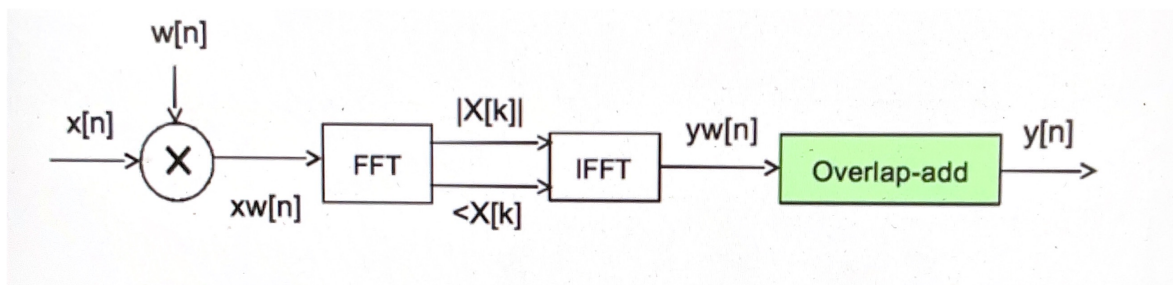 w[n]
x[n]
xw[n]
FFT
|X[k]|
<X[k]
IFFT
yw[n]
Overlap-add
y[n]